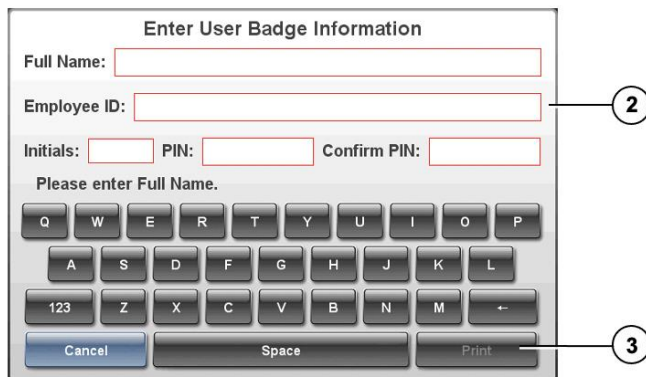 Enter User Badge Information
Full Name:
Employee ID:
2
Initials: PIN: Confirm PIN:
Please enter Full Name.
Q W E R T Y U I O P
A S D F G H J K L
123 Z X C V B N M ←
Cancel Space Print
3